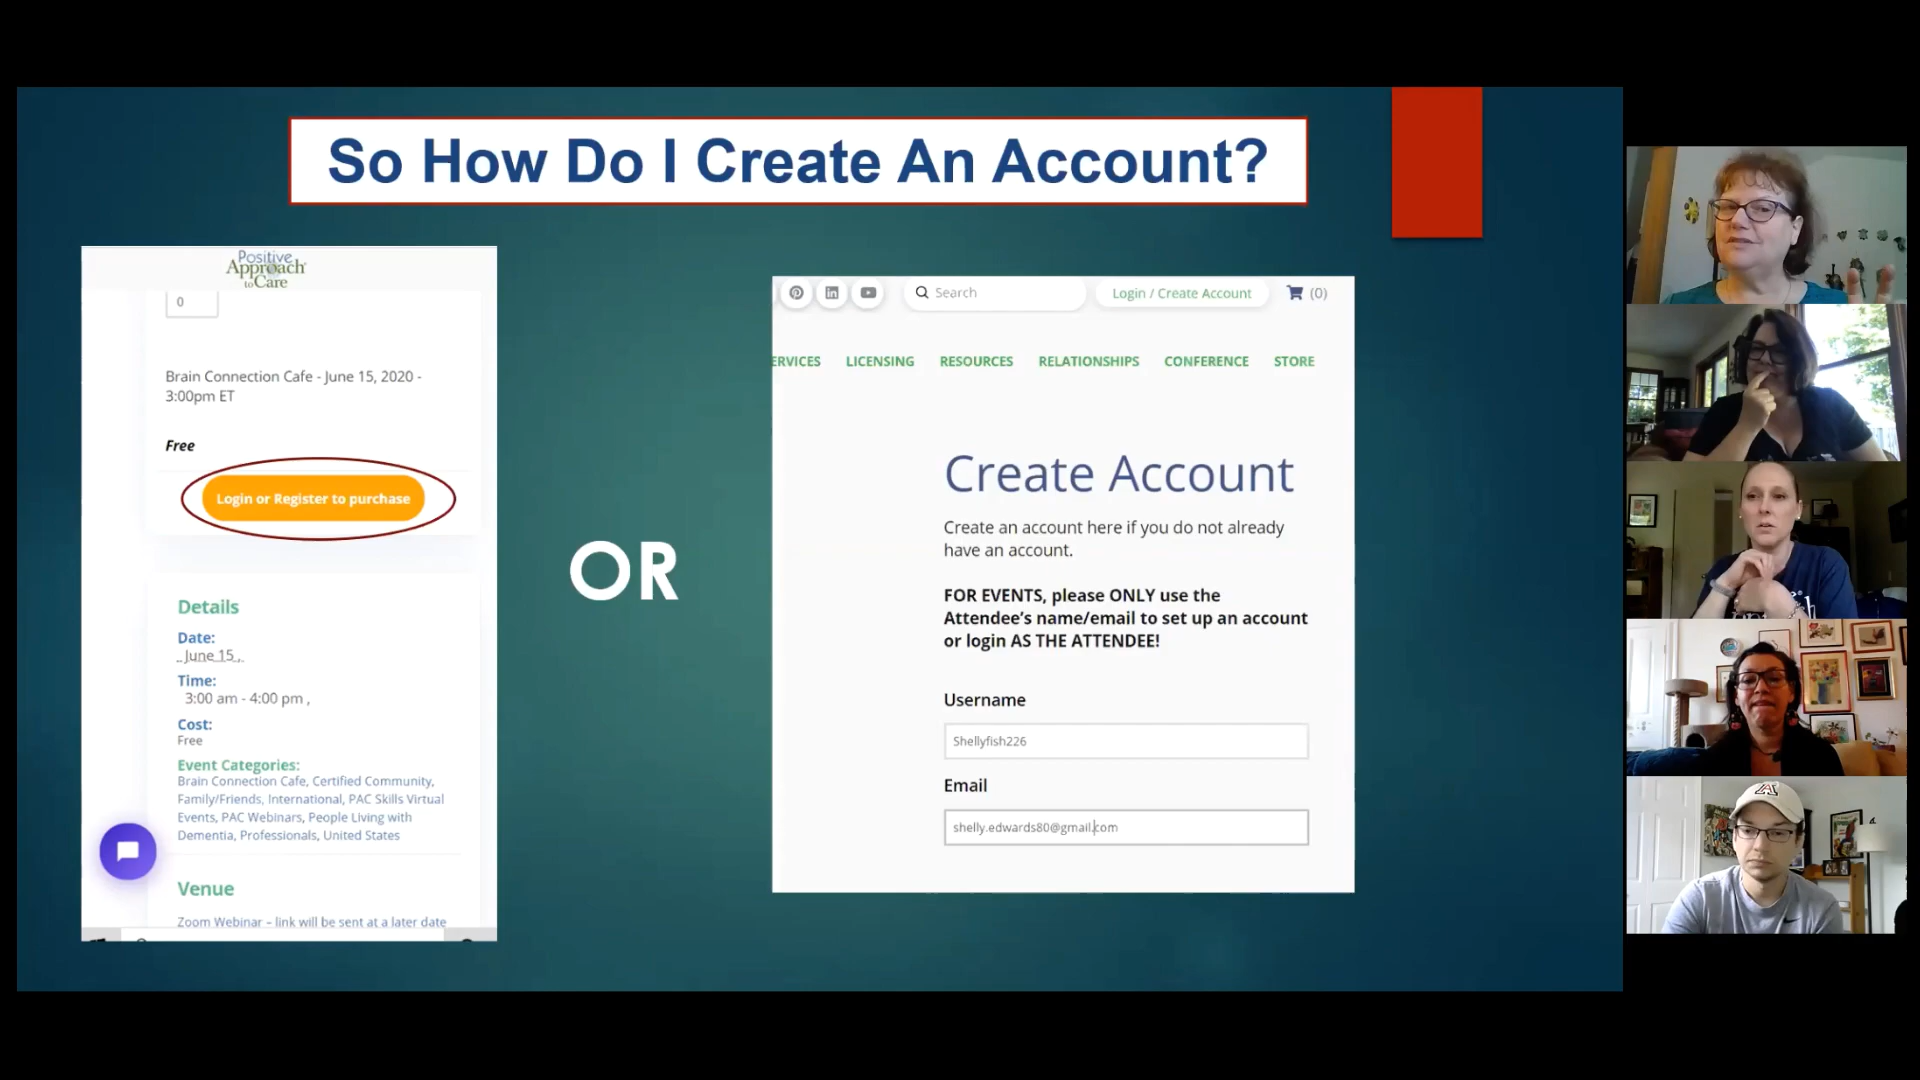 So How Do I Create An Account?
Positive
Approach
to Care
0
Brain Connection Cafe - June 15, 2020 -
3:00pm ET
Free
Login or Register to purchase
Details
Date:
June 15 ,
Time:
3:00 am - 4:00 pm ,
Cost:
Free
Event Categories:
Brain Connection Cafe, Certified Community,
Family/Friends, International, PAC Skills Virtual
Events, PAC Webinars, People Living with
Dementia, Professionals, United States
Venue
Zoom Webinar – link will be sent at a later date
OR
Search
Login / Create Account
(0)
ERVICES LICENSING RESOURCES RELATIONSHIPS CONFERENCE STORE
Create Account
Create an account here if you do not already
have an account.
FOR EVENTS, please ONLY use the
Attendee's name/email to set up an account
or login AS THE ATTENDEE!
Username
Shellyfish226
Email
shelly.edwards80@gmail.com
A